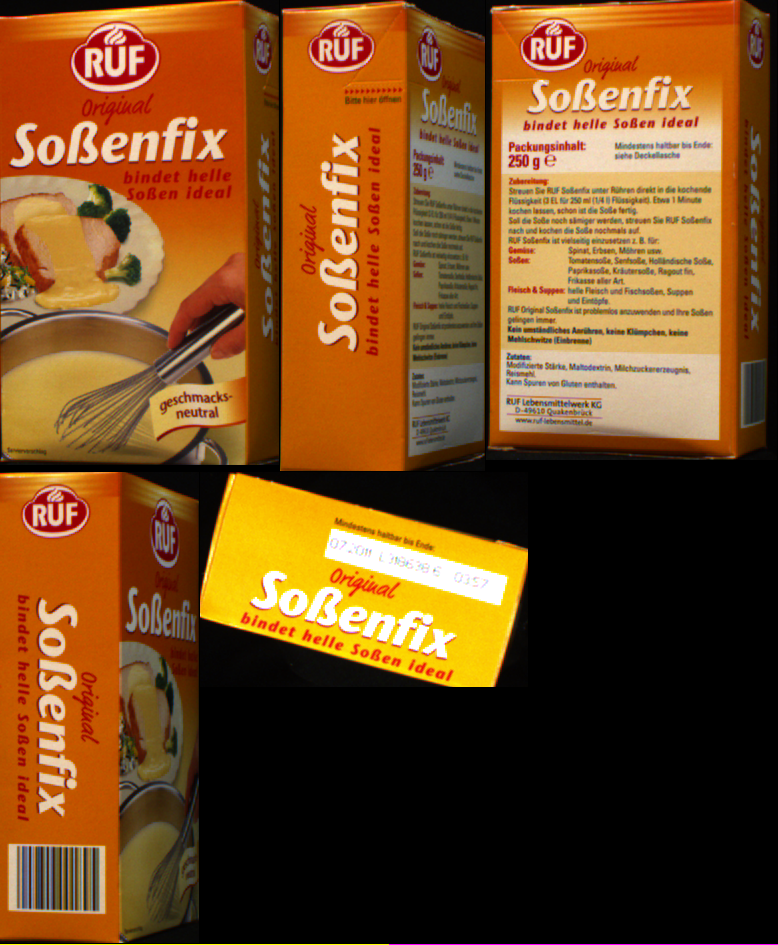 RUF
Original
Soßenfix
bindet helle
Soßen ideal
geschmacks-
neutral
Serviervorschlag
RUF
Bitte hier öffnen
Original
Soßenfix
bindet helle Soßen ideal
RUF
Original
Soßenfix
bindet helle Soßen ideal
Packungsinhalt:
250 g ℮
RUF
Original
Soßenfix
bindet helle Soßen ideal
Packungsinhalt:
250 g ℮
Mindestens haltbar bis Ende:
siehe Deckellasche
Zubereitung:
Streuen Sie RUF Soßenfix unter Rühren direkt in die kochende
Flüssigkeit (3 EL für 250 ml (1/4 l) Flüssigkeit). Etwa 1 Minute
kochen lassen, schon ist die Soße fertig.
Soll die Soße noch sämiger werden, streuen Sie RUF Soßenfix
nach und kochen die Soße nochmals auf.
RUF Soßenfix ist vielseitig einzusetzen z. B. für:
Gemüse: Spinat, Erbsen, Möhren usw.
Soßen: Tomatensoße, Senfsoße, Holländische Soße,
Paprikasoße, Kräutersoße, Ragout fin,
Frikasse aller Art.
Fleisch & Suppen: helle Fleisch und Fischsoßen, Suppen
und Eintöpfe.
RUF Original Soßenfix ist problemlos anzuwenden und Ihre Soßen
gelingen immer.
Kein umständliches Anrühren, keine Klümpchen, keine
Mehlschwitze (Einbrenne)
Zutaten:
Modifizierte Stärke, Maltodextrin, Milchzuckererzeugnis,
Reismehl.
Kann Spuren von Gluten enthalten.
RUF Lebensmittelwerk KG
D-49610 Quakenbrück
www.ruf-lebensmittel.de
RUF
Original
Soßenfix
bindet helle Soßen ideal
RUF
Original
Soßenfix
Mindestens haltbar bis Ende:
07.2011 0357
Original
Soßenfix
bindet helle Soßen ideal